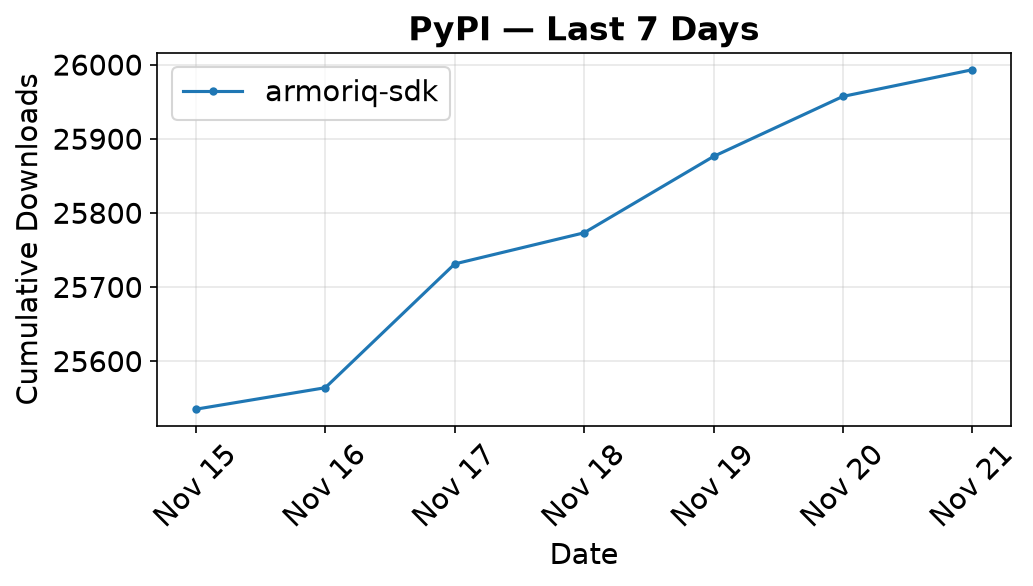 PyPI — Last 7 Days
armoriq-sdk
Cumulative Downloads
26000
25900
25800
25700
25600
Nov 15
Nov 16
Nov 17
Nov 18
Nov 19
Nov 20
Nov 21
Date